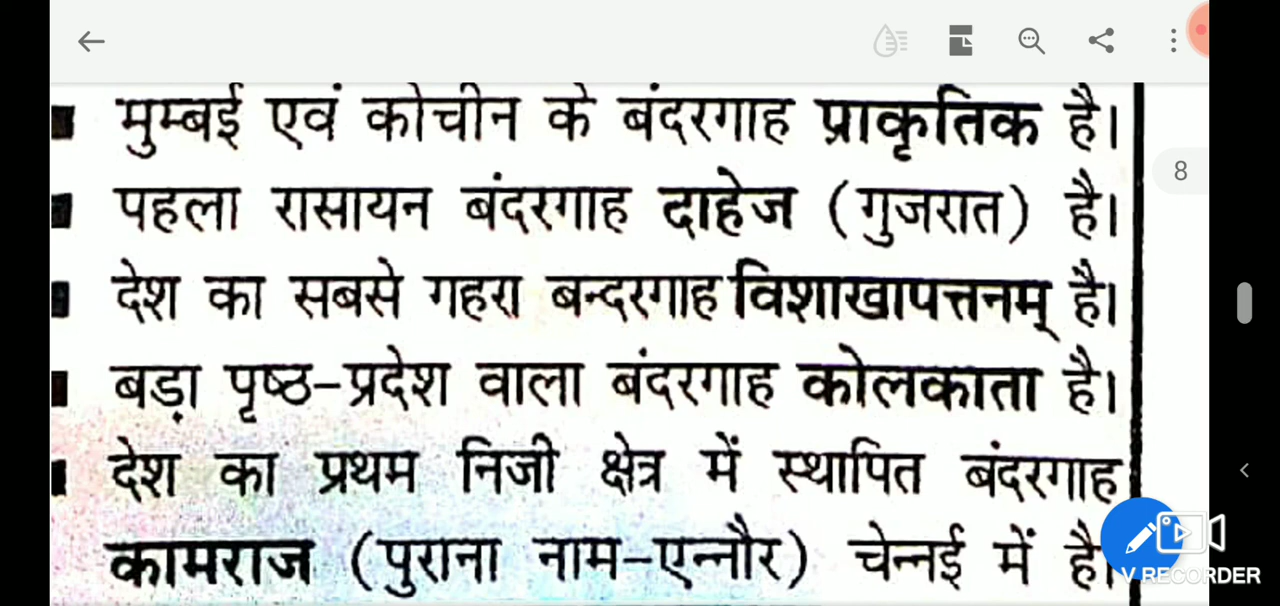 मुम्बई एवं कोचीन के बंदरगाह प्राकृतिक है।
8
पहला रासायन बंदरगाह दाहेज (गुजरात) है।
देश का सबसे गहरा बन्दरगाह विशाखापत्तनम् है।
बड़ा पृष्ठ-प्रदेश वाला बंदरगाह कोलकाता है।
देश का प्रथम निजी क्षेत्र में स्थापित बंदरगाह
कामराज (पुराना नाम-एन्नौर) चेन्नई में है।
V RECORDER